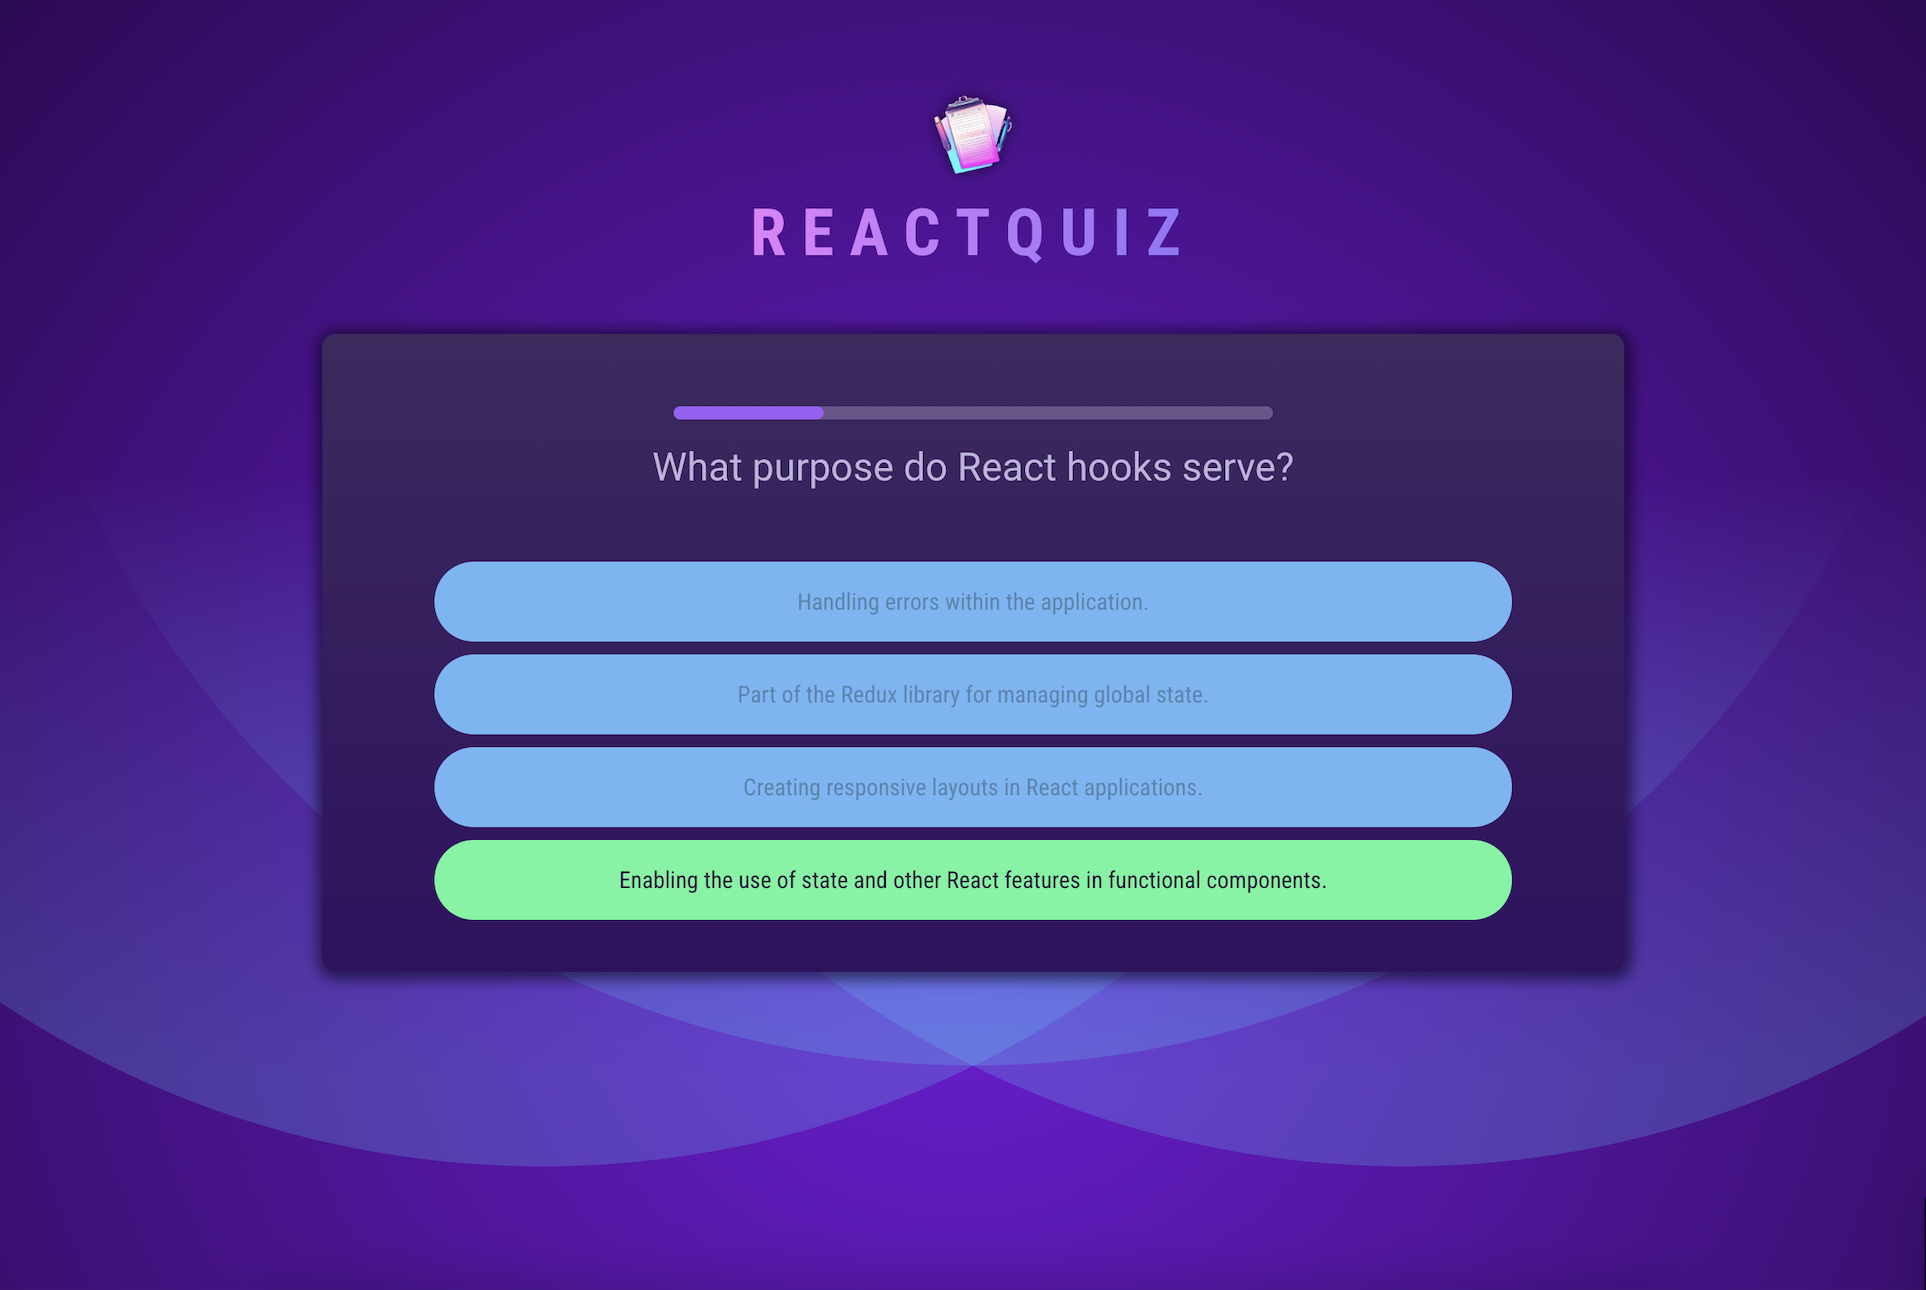 REACTQUIZ
What purpose do React hooks serve?
Handling errors within the application.
Part of the Redux library for managing global state.
Creating responsive layouts in React applications.
Enabling the use of state and other React features in functional components.